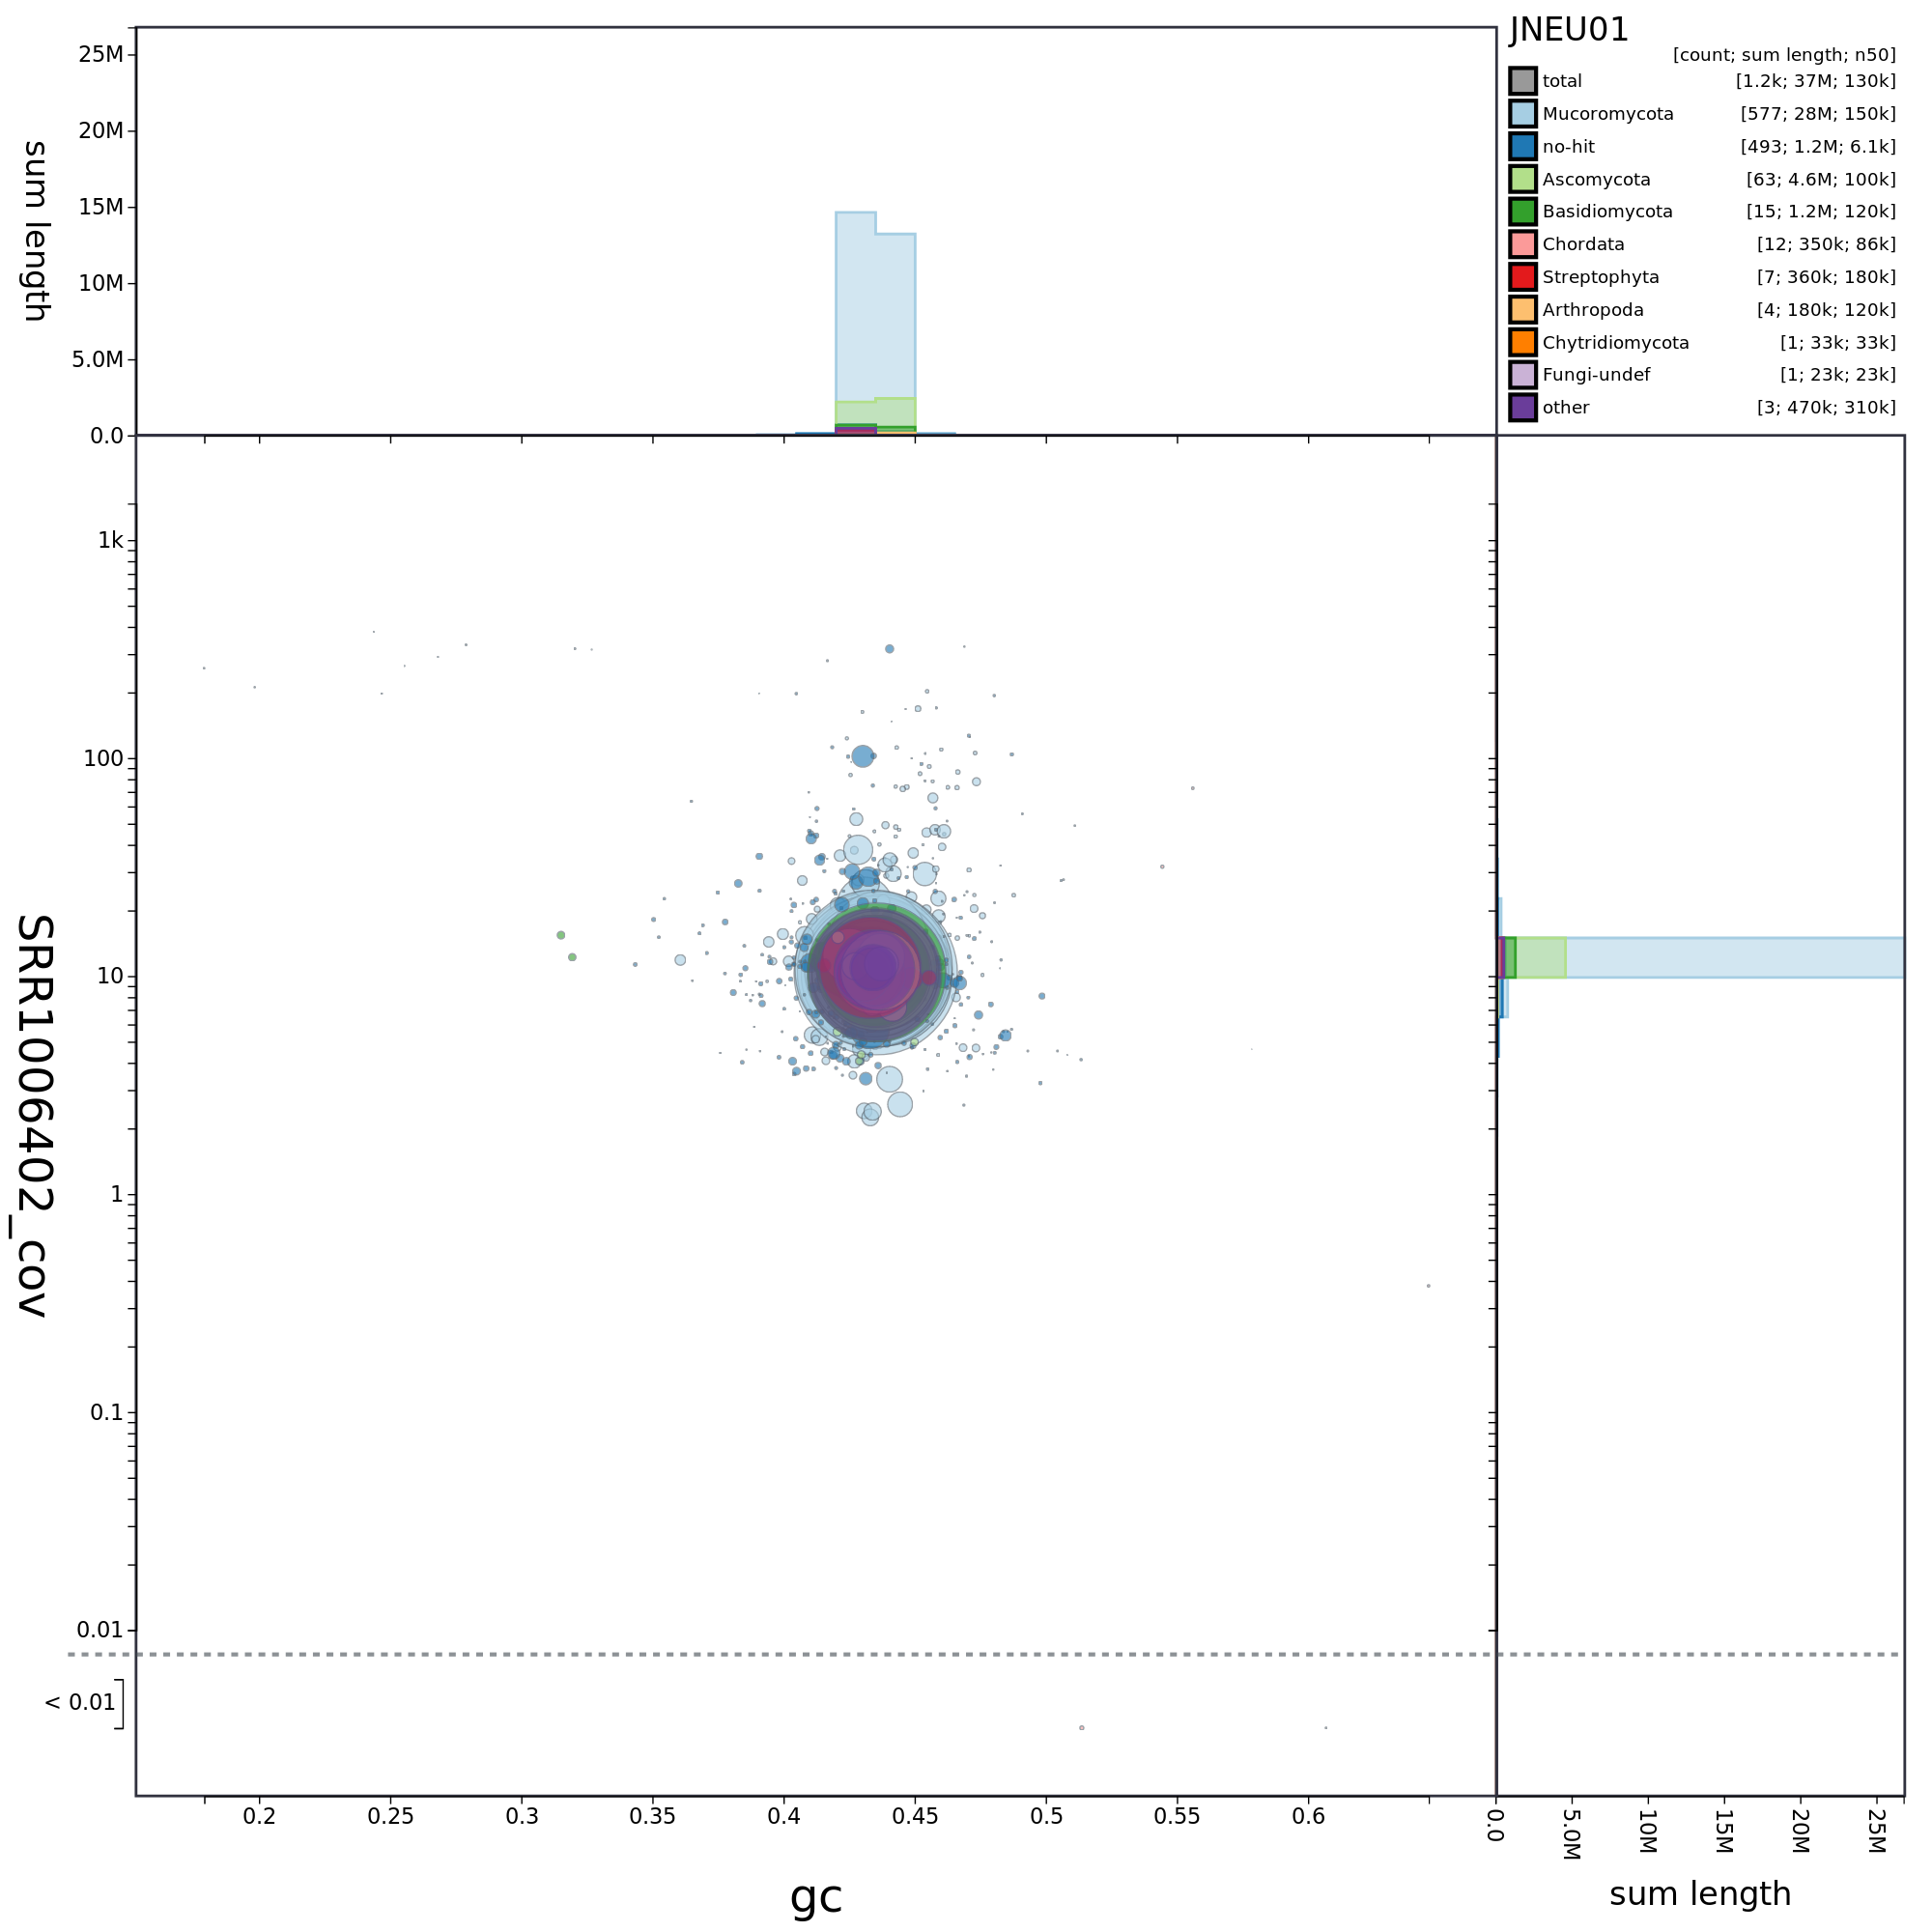 JNEU01
[count; sum length; n50]
total [1.2k; 37M; 130k]
Mucoromycota [577; 28M; 150k]
no-hit [493; 1.2M; 6.1k]
Ascomycota [63; 4.6M; 100k]
Basidiomycota [15; 1.2M; 120k]
Chordata [12; 350k; 86k]
Streptophyta [7; 360k; 180k]
Arthropoda [4; 180k; 120k]
Chytridiomycota [1; 33k; 33k]
Fungi-undef [1; 23k; 23k]
other [3; 470k; 310k]
sum length
25M
20M
15M
10M
5.0M
0.0
SRR1006402_cov
1k
100
10
1
0.1
0.01
< 0.01
0.2 0.25 0.3 0.35 0.4 0.45 0.5 0.55 0.6
gc
0.0 5.0M 10M 15M 20M 25M
sum length